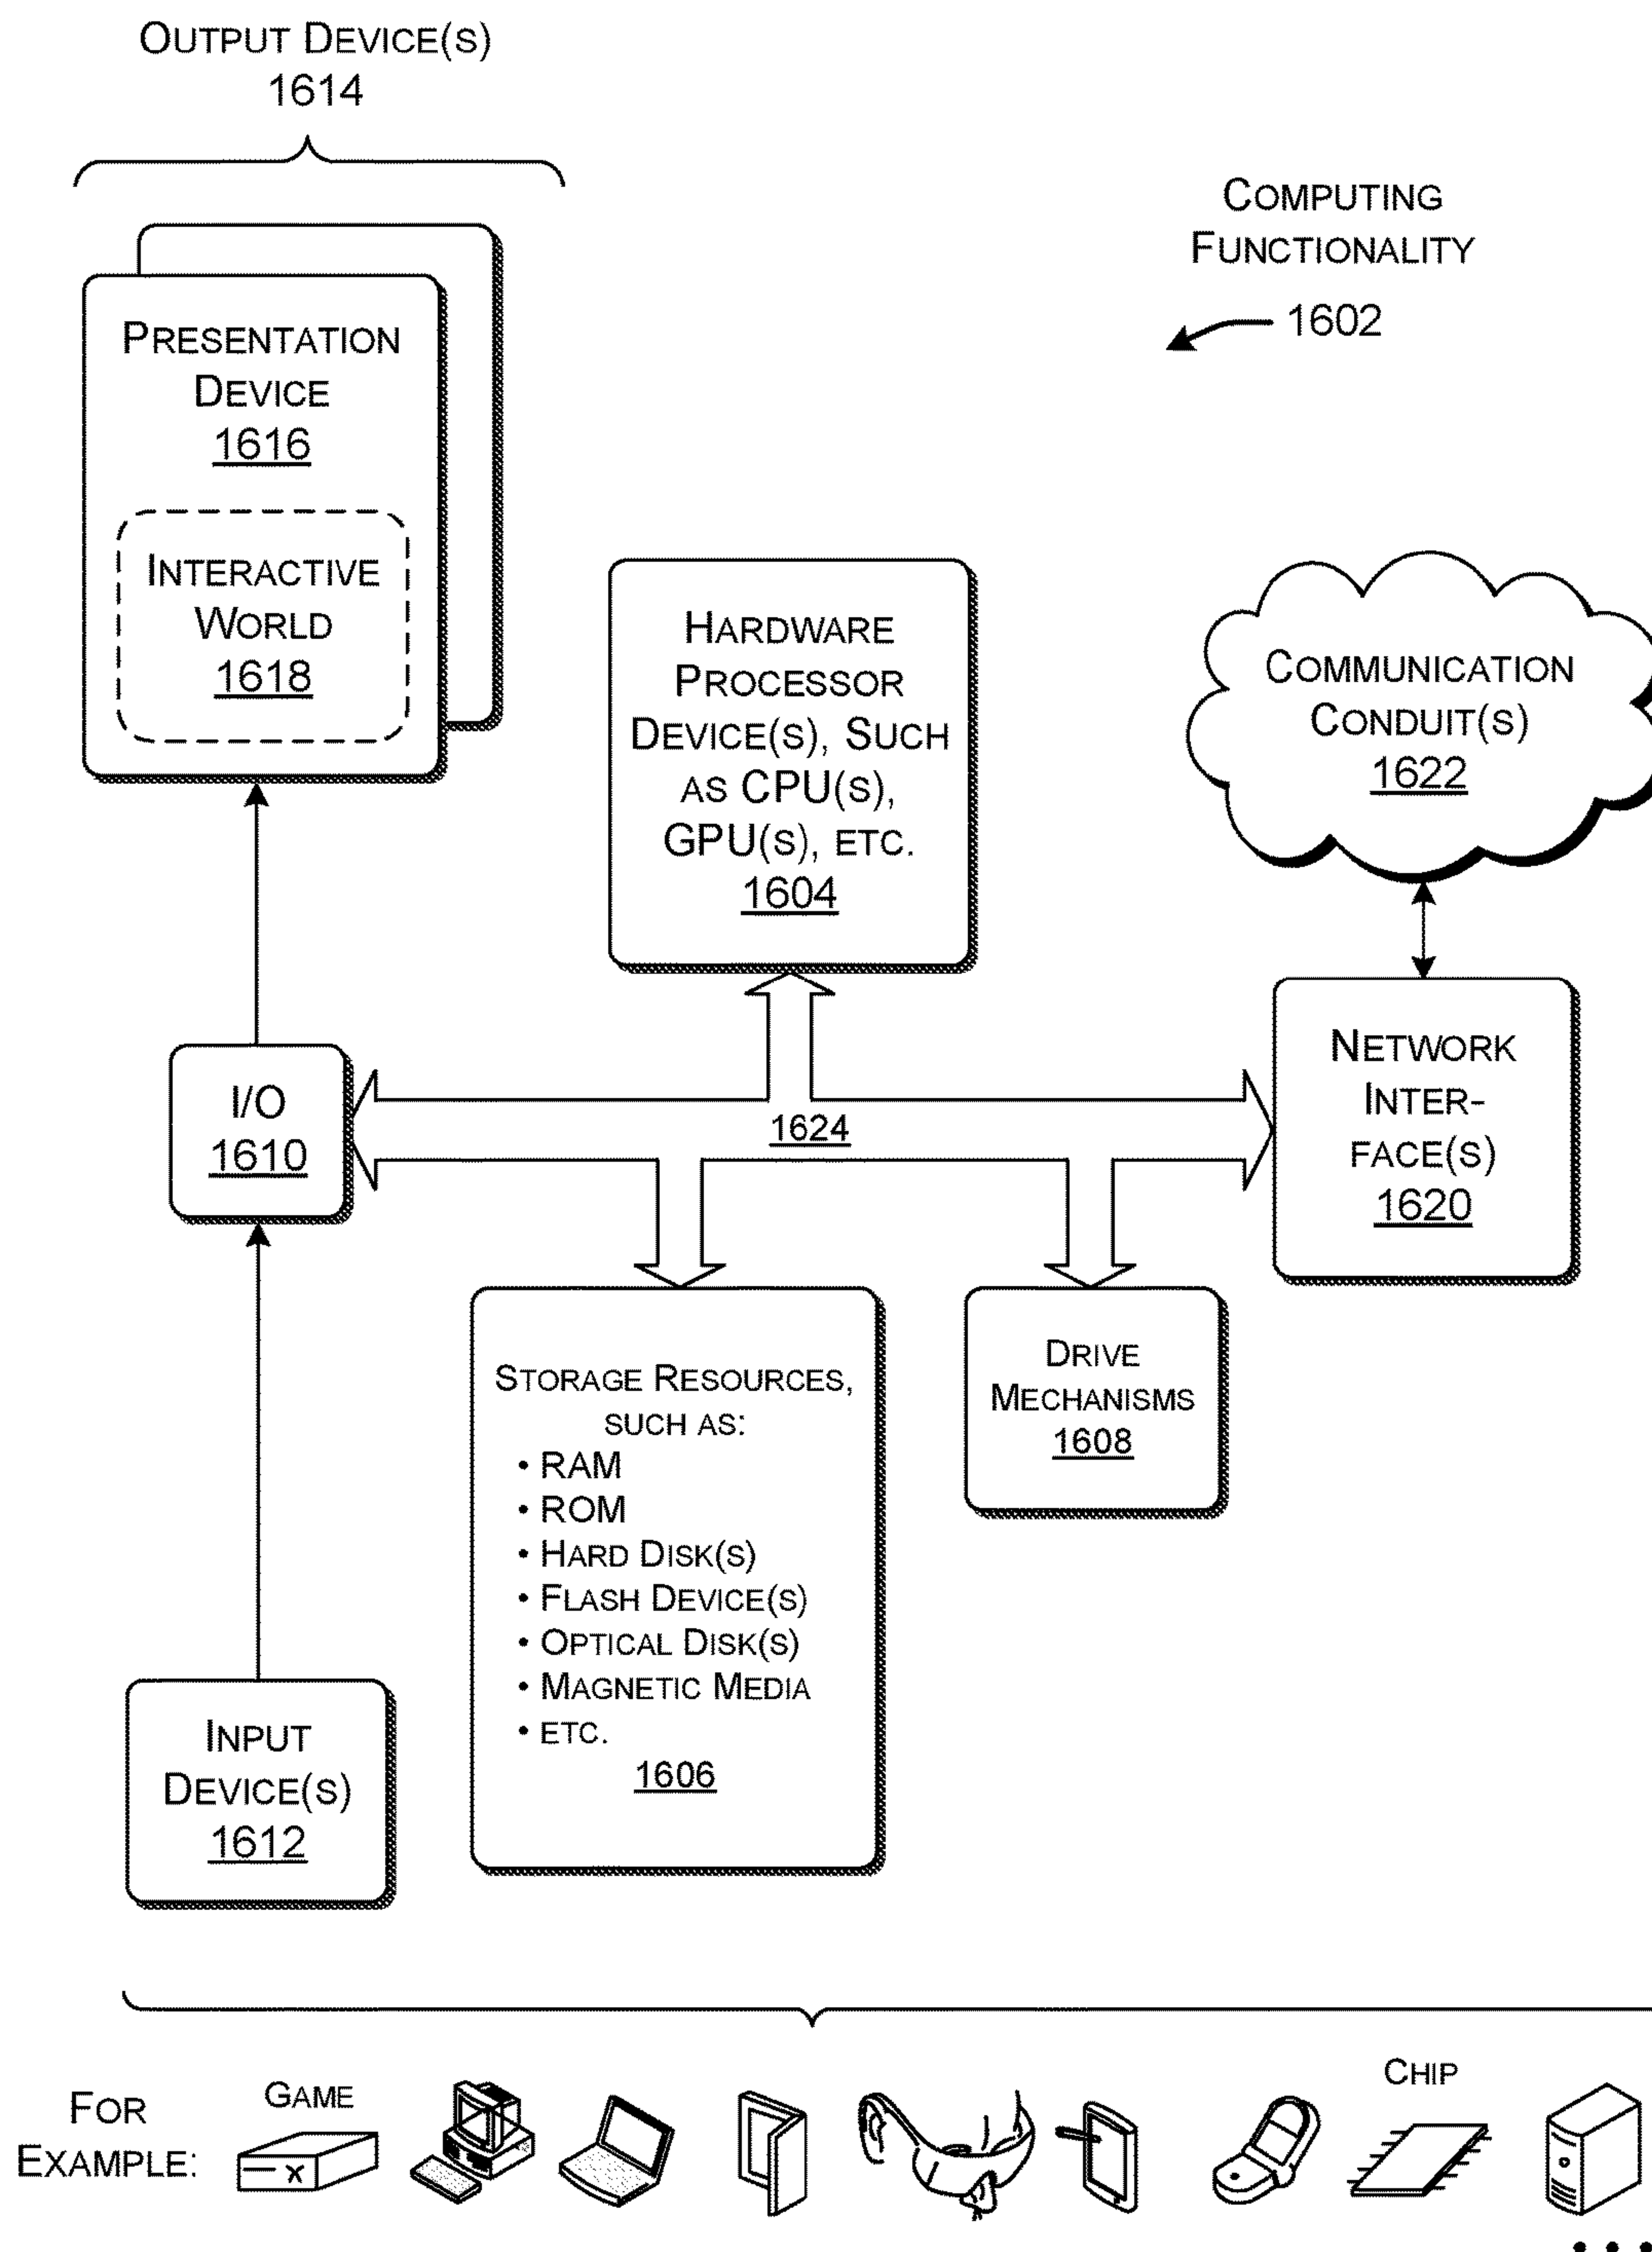 OUTPUT DEVICE(S)
1614
COMPUTING
FUNCTIONALITY
1602
PRESENTATION
DEVICE
1616
INTERACTIVE
WORLD
1618
HARDWARE
PROCESSOR
DEVICE(S), SUCH
AS CPU(S),
GPU(S), ETC.
1604
COMMUNICATION
CONDUIT(S)
1622
I/O
1610
1624
NETWORK
INTER-
FACE(S)
1620
STORAGE RESOURCES,
SUCH AS:
• RAM
• ROM
• HARD DISK(S)
• FLASH DEVICE(S)
• OPTICAL DISK(S)
• MAGNETIC MEDIA
• ETC.
1606
DRIVE
MECHANISMS
1608
INPUT
DEVICE(S)
1612
FOR
EXAMPLE:
GAME
X
CHIP
• • •